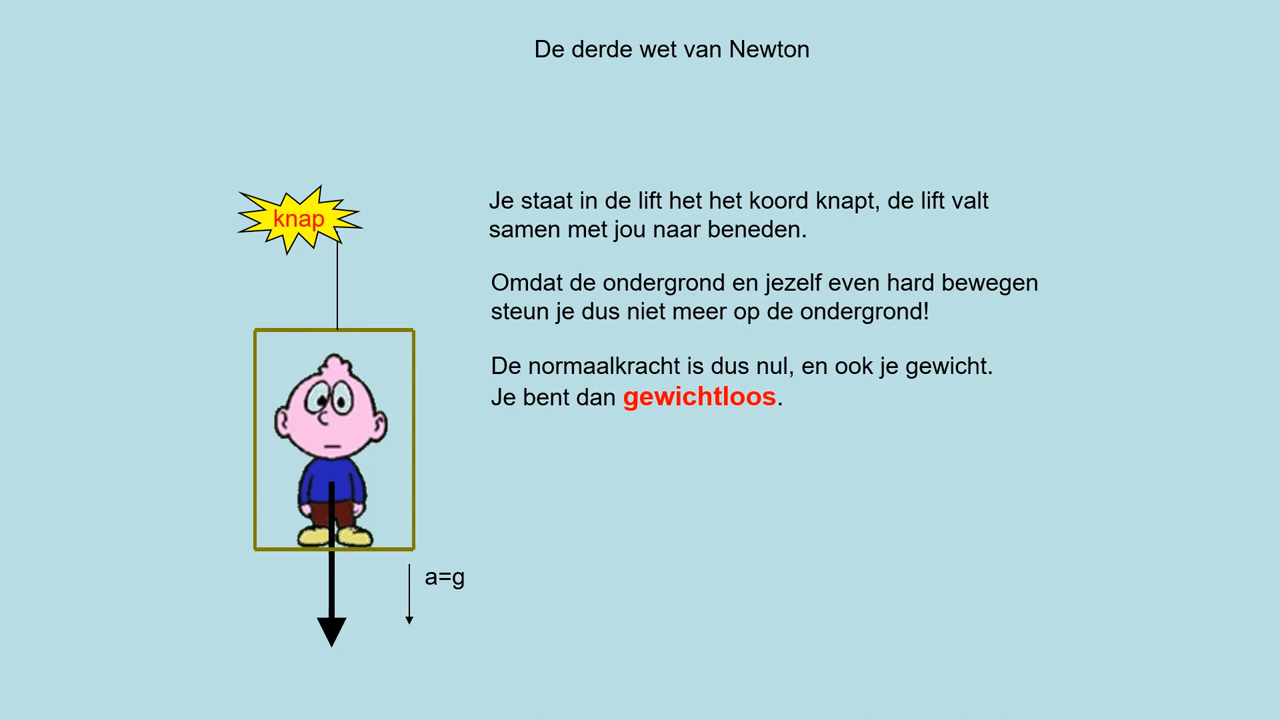 De derde wet van Newton
knap
Je staat in de lift het het koord knapt, de lift valt
samen met jou naar beneden.
Omdat de ondergrond en jezelf even hard bewegen
steun je dus niet meer op de ondergrond!
De normaalkracht is dus nul, en ook je gewicht.
Je bent dan gewichtloos.
a=g